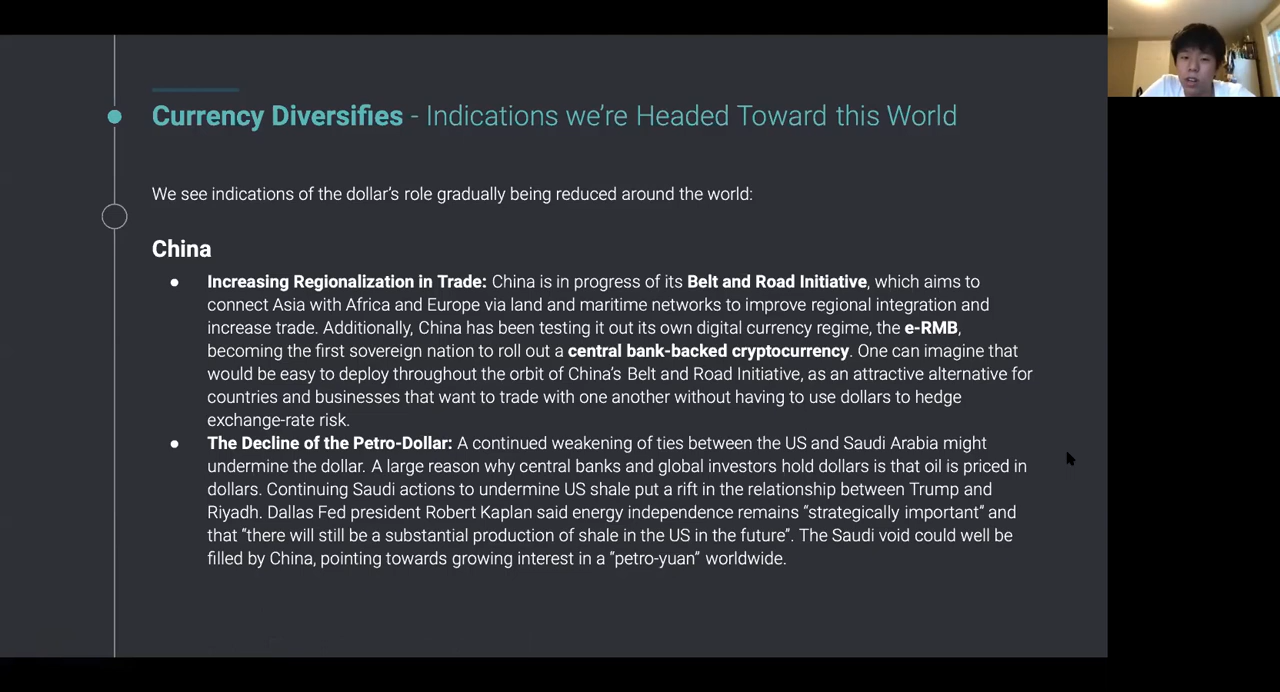 Currency Diversifies - Indications we're Headed Toward this World
We see indications of the dollar's role gradually being reduced around the world:
China
● Increasing Regionalization in Trade: China is in progress of its Belt and Road Initiative, which aims to
connect Asia with Africa and Europe via land and maritime networks to improve regional integration and
increase trade. Additionally, China has been testing it out its own digital currency regime, the e-RMB,
becoming the first sovereign nation to roll out a central bank-backed cryptocurrency. One can imagine that
would be easy to deploy throughout the orbit of China's Belt and Road Initiative, as an attractive alternative for
countries and businesses that want to trade with one another without having to use dollars to hedge
exchange-rate risk.
● The Decline of the Petro-Dollar: A continued weakening of ties between the US and Saudi Arabia might
undermine the dollar. A large reason why central banks and global investors hold dollars is that oil is priced in
dollars. Continuing Saudi actions to undermine US shale put a rift in the relationship between Trump and
Riyadh. Dallas Fed president Robert Kaplan said energy independence remains “strategically important” and
that “there will still be a substantial production of shale in the US in the future”. The Saudi void could well be
filled by China, pointing towards growing interest in a “petro-yuan” worldwide.